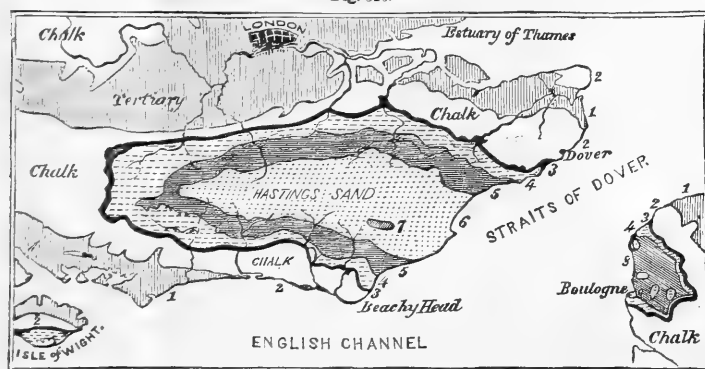 LONDON
Chalk
Estuary of Thames
Tertiary
Chalk
2
1
2
Dover
3
4
5
Chalk
HASTINGS SAND
STRAITS OF DOVER
7
6
1
2
3
4
8
5
CHALK
4
1
2
3
Beachy Head
Boulogne
Chalk
ISLE of WIGHT.
ENGLISH CHANNEL